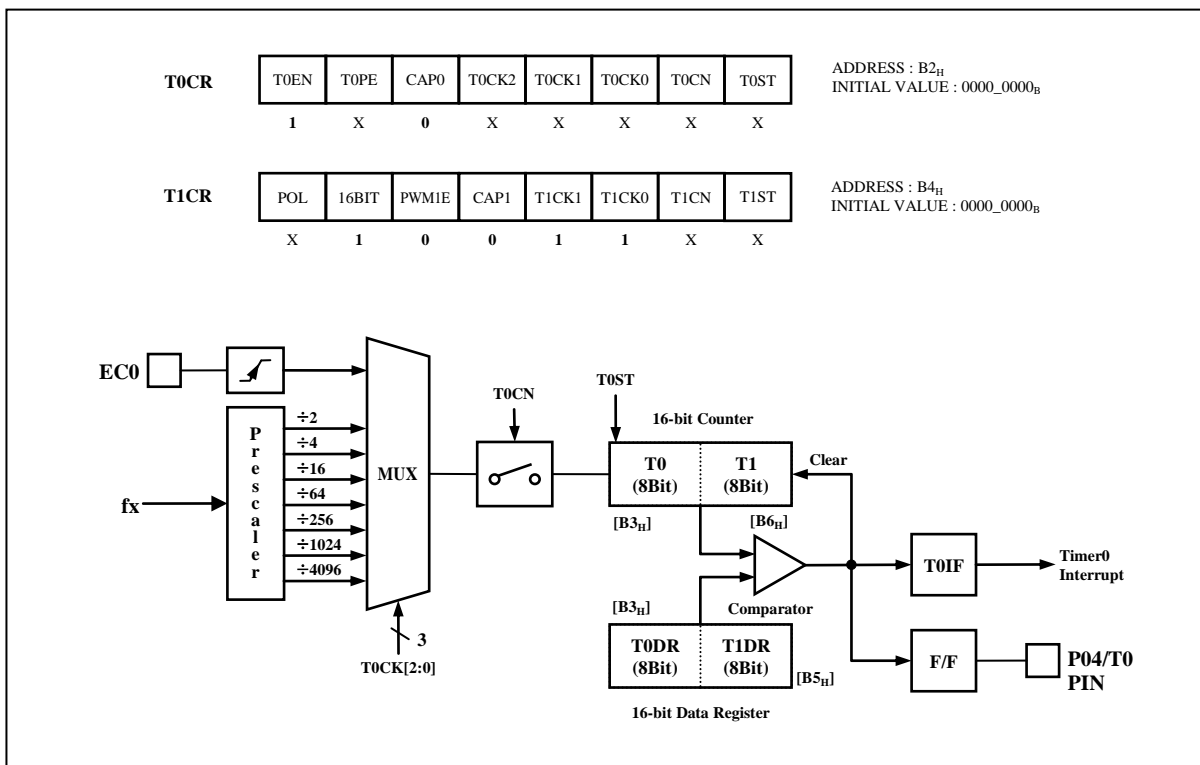 T0CR T0EN T0PE CAP0 T0CK2 T0CK1 T0CK0 T0CN T0ST
ADDRESS : B2H
INITIAL VALUE : 0000_0000B
1 X 0 X X X X X
T1CR POL 16BIT PWM1E CAP1 T1CK1 T1CK0 T1CN T1ST
ADDRESS : B4H
INITIAL VALUE : 0000_0000B
X 1 0 0 1 1 X X
EC0
fx
Prescaler
÷2
÷4
÷16
÷64
÷256
÷1024
÷4096
MUX
3
T0CK[2:0]
T0CN
T0ST
16-bit Counter
T0
(8Bit)
T1
(8Bit)
Clear
[B3H]
[B6H]
Comparator
[B3H]
T0DR
(8Bit)
T1DR
(8Bit)
[B5H]
16-bit Data Register
T0IF
Timer0
Interrupt
F/F
P04/T0
PIN